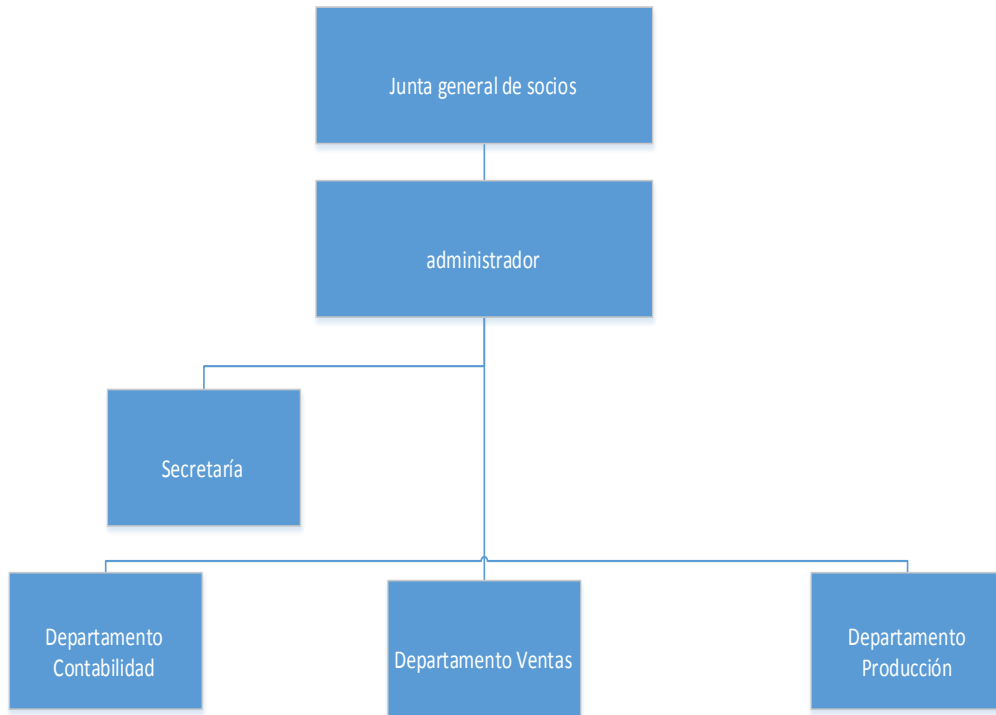 Junta general de socios
administrador
Secretaría
Departamento
Contabilidad
Departamento Ventas
Departamento
Producción